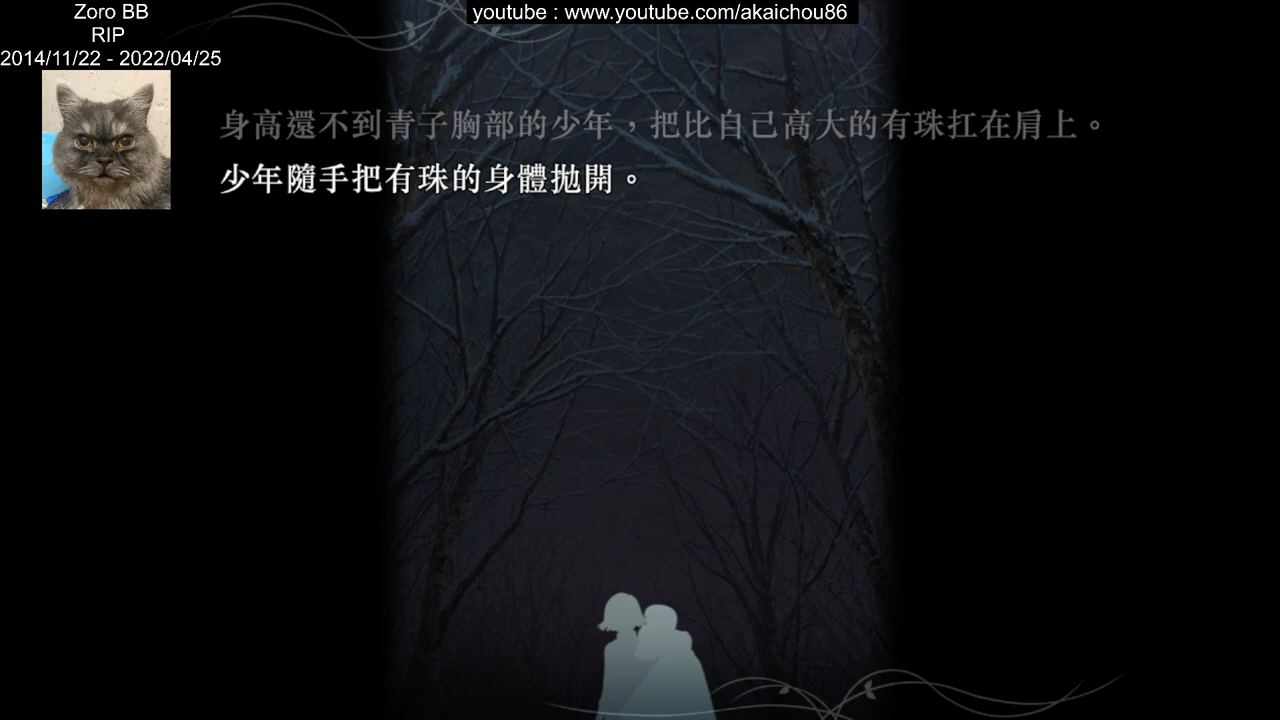 Zoro BB
RIP
2014/11/22 - 2022/04/25
youtube : www.youtube.com/akaichou86
身高還不到青子胸部的少年，把比自己高大的有珠扛在肩上。
少年隨手把有珠的身體拋開。